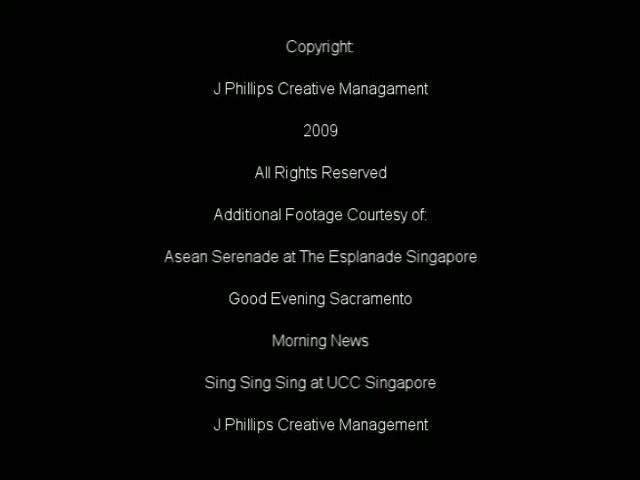 Copyright:
J Phillips Creative Managament
2009
All Rights Reserved
Additional Footage Courtesy of:
Asean Serenade at The Esplanade Singapore
Good Evening Sacramento
Morning News
Sing Sing Sing at UCC Singapore
J Phillips Creative Management